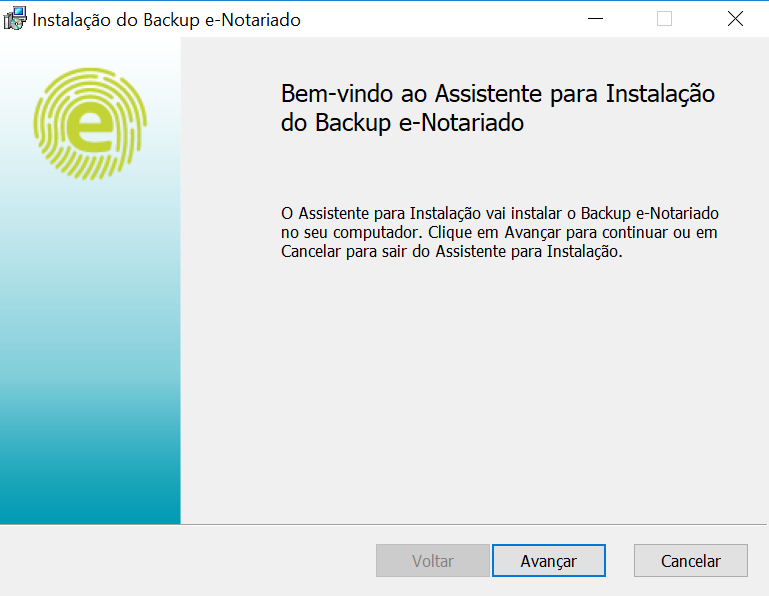 Instalação do Backup e-Notariado
e
Bem-vindo ao Assistente para Instalação
do Backup e-Notariado
O Assistente para Instalação vai instalar o Backup e-Notariado
no seu computador. Clique em Avançar para continuar ou em
Cancelar para sair do Assistente para Instalação.
Voltar
Avançar
Cancelar